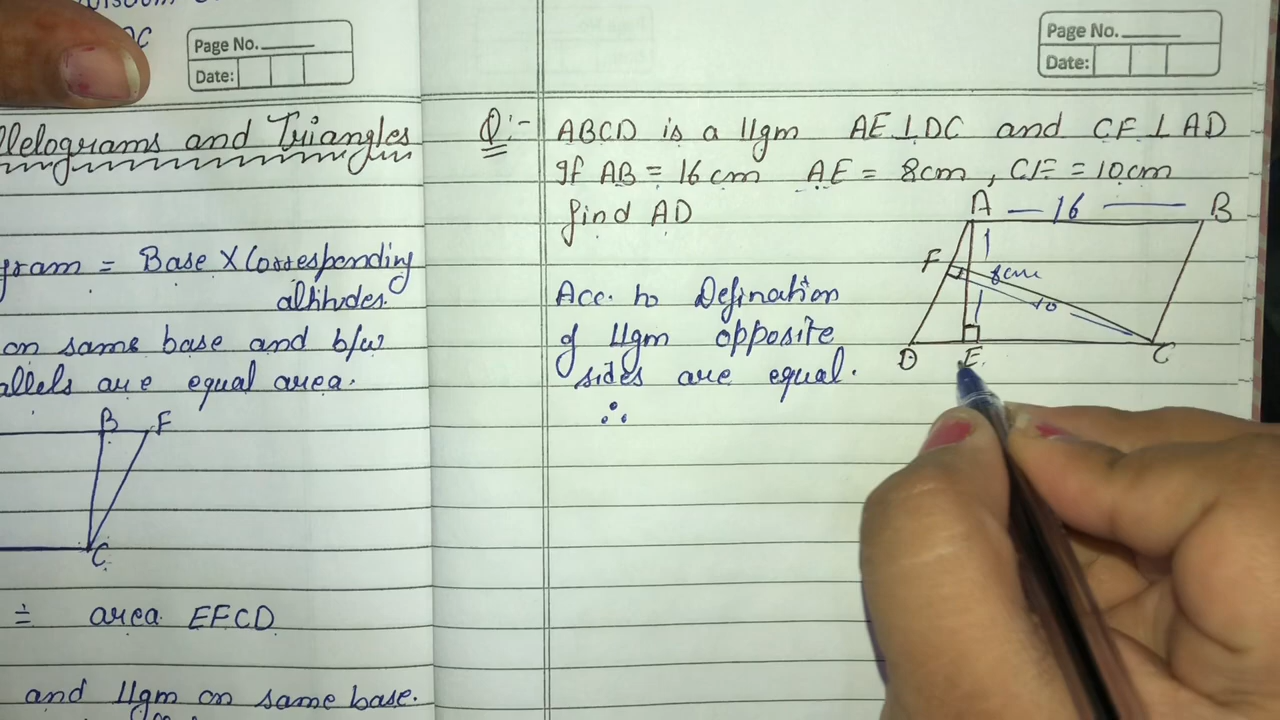 Page No.
Date:
Triangles
gram = Base X Corresponding
altitudes.
on same base and b/w
allels are equal area.
B F
C
= area EFCD
and llgm on same base.
Page No.
Date:
Q:- ABCD is a llgm AE⊥DC and CF⊥AD
If AB = 16 cm AE = 8cm, CF = 10cm
find AD
A 16 B
F 8cm
10
D E C
Acc. to Defination
of llgm opposite
sides are equal.
∴